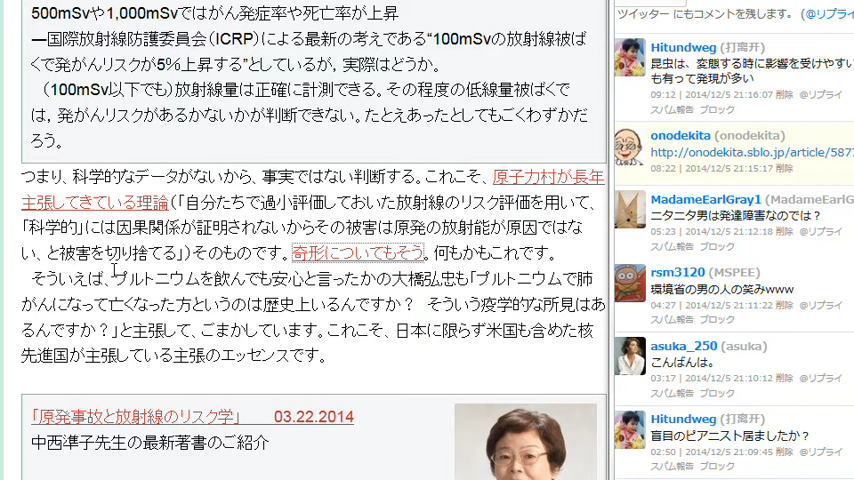 500mSvや1,000mSvではがん発症率や死亡率が上昇
―国際放射線防護委員会(ICRP)による最新の考えである“100mSvの放射線被ば
くで発がんリスクが5％上昇する”としているが，実際はどうか。
（100mSv以下でも）放射線量は正確に計測できる。その程度の低線量被ばくで
は，発がんリスクがあるかないかが判断できない。たとえあったとしてもごくわずかだ
ろう。
つまり、科学的なデータがないから、事実ではない判断する。これこそ、原子力村が長年
主張してきている理論(「自分たちで過小評価しておいた放射線のリスク評価を用いて、
「科学的」には因果関係が証明されないからその被害は原発の放射能が原因ではな
い、と被害を切り捨てる」)そのものです。奇形についてもそう。何もかもこれです。
そういえば、プルトニウムを飲んでも安心と言ったかの大橋弘忠も「プルトニウムで肺
がんになって亡くなった方というのは歴史上いるんですか？　そういう疫学的な所見はあ
るんですか？」と主張して、ごまかしています。これこそ、日本に限らず米国も含めた核
先進国が主張している主張のエッセンスです。
「原発事故と放射線のリスク学」　03.22.2014
中西準子先生の最新著書のご紹介
ツイッター にもコメントを残します。 (@リプライ
Hitundweg (打离开)
昆虫は、変態する時に影響を受けやすい
も有って発現が多い
09:12 | 2014/12/5 21:16:07 削除 @リプライ
スパム報告 ブロック
onodekita (onodekita)
http://onodekita.sblo.jp/article/5877
08:22 | 2014/12/5 21:15:17 削除
MadameEarlGray1 (MadameEarlG
ニタニタ男は発達障害なのでは？
05:23 | 2014/12/5 21:12:18 削除 @リプライ
スパム報告 ブロック
rsm3120 (MSPEE)
環境省の男の人の笑みwww
04:27 | 2014/12/5 21:11:22 削除 @リプライ
スパム報告 ブロック
asuka_250 (asuka)
こんばんは。
03:17 | 2014/12/5 21:10:12 削除 @リプライ
スパム報告 ブロック
Hitundweg (打离开)
盲目のピアニスト居ましたか？
02:50 | 2014/12/5 21:09:45 削除 @リプライ
スパム報告 ブロック